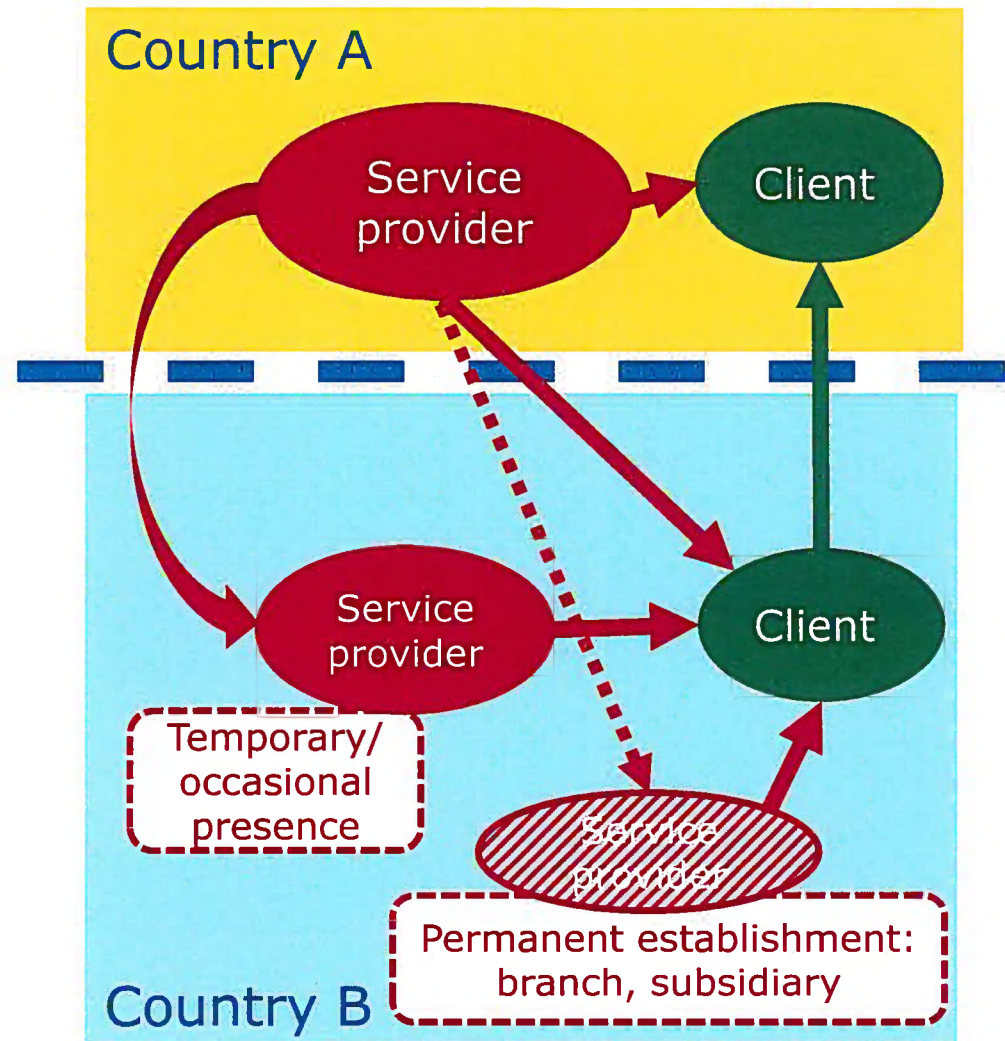 Country A
Service
provider
Client
Service
provider
Client
Temporary/
occasional
presence
Service
provider
Permanent establishment:
branch, subsidiary
Country B